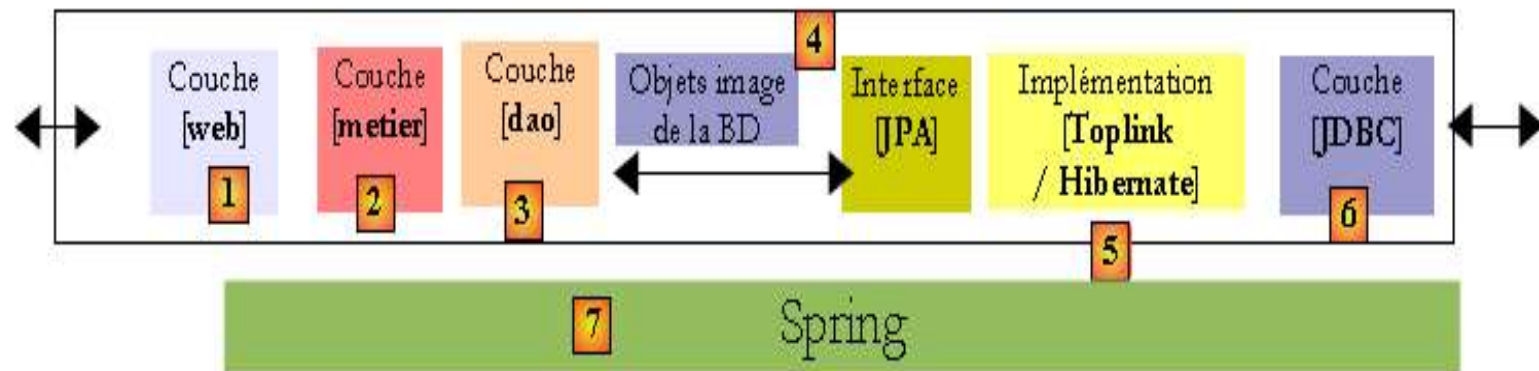 Couche
[web]
1
Couche
[metier]
2
Couche
[dao]
3
Objets image
de la BD
4
Interface
[JPA]
Implémentation
[Toplink
/ Hibernate]
5
Couche
[JDBC]
6
7
Spring